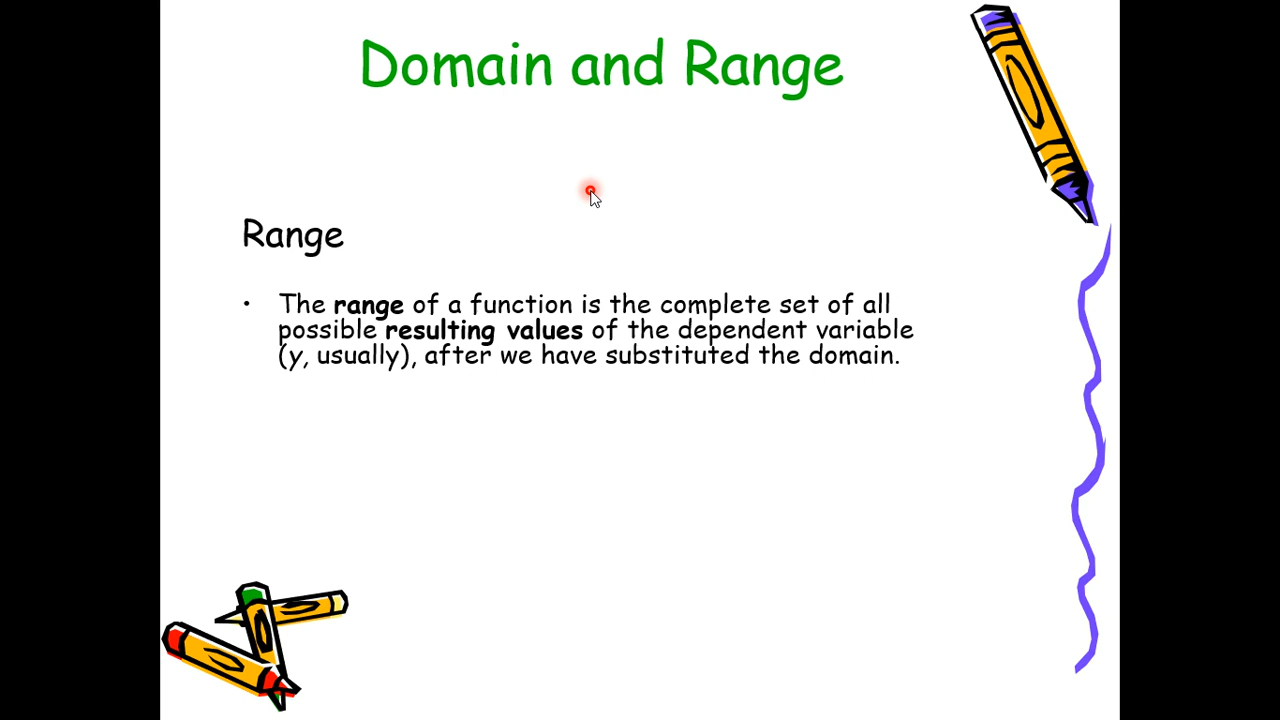 Domain and Range
Range
• The range of a function is the complete set of all
possible resulting values of the dependent variable
(y, usually), after we have substituted the domain.